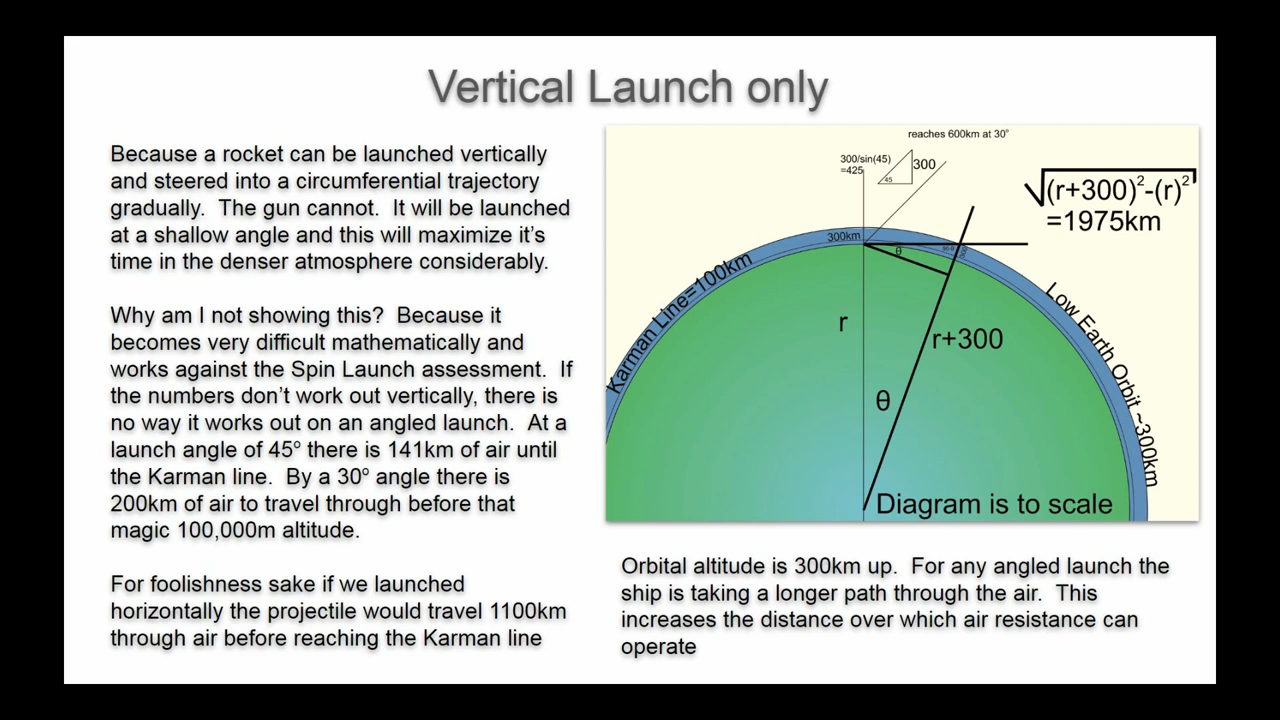 Vertical Launch only
Because a rocket can be launched vertically
and steered into a circumferential trajectory
gradually.  The gun cannot.  It will be launched
at a shallow angle and this will maximize it's
time in the denser atmosphere considerably.
Why am I not showing this?  Because it
becomes very difficult mathematically and
works against the Spin Launch assessment.  If
the numbers don't work out vertically, there is
no way it works out on an angled launch.  At a
launch angle of 45° there is 141km of air until
the Karman line.  By a 30° angle there is
200km of air to travel through before that
magic 100,000m altitude.
For foolishness sake if we launched
horizontally the projectile would travel 1100km
through air before reaching the Karman line
reaches 600km at 30°
300/sin(45)
=425
300
45
√(r+300)²-(r)²
=1975km
300km
θ
Karman Line=100km
Low Earth Orbit ~300km
r
r+300
θ
Diagram is to scale
Orbital altitude is 300km up.  For any angled launch the
ship is taking a longer path through the air.  This
increases the distance over which air resistance can
operate